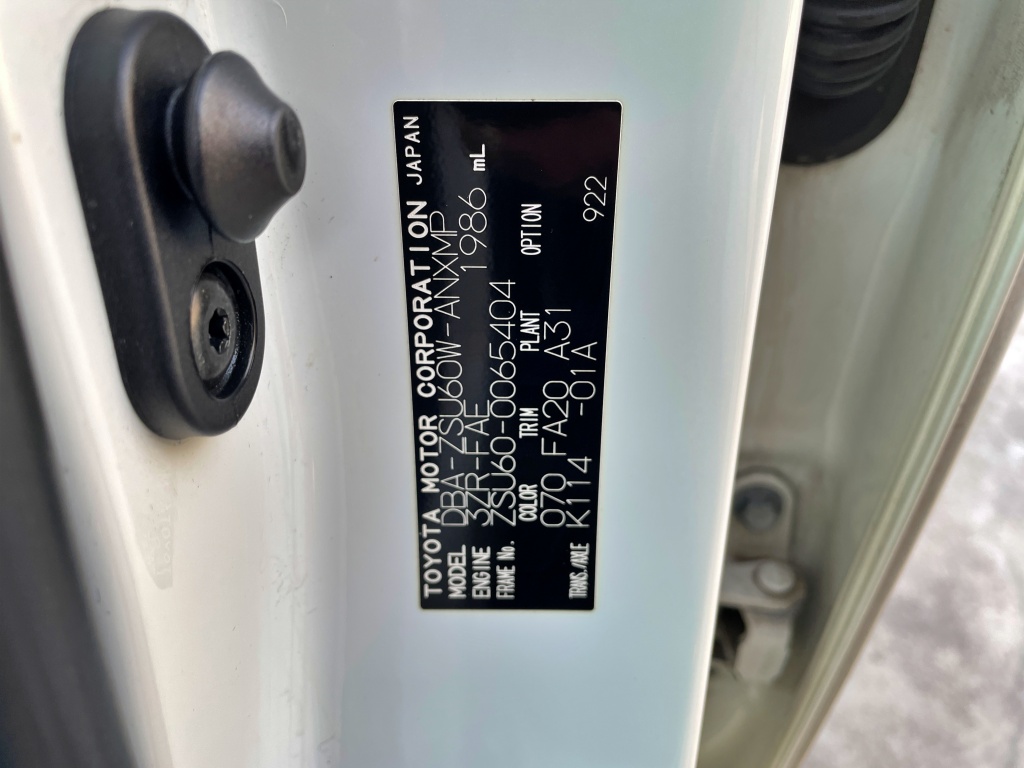 TOYOTA MOTOR CORPORATION JAPAN
MODEL DBA-ZSU60W-ANXMP
ENGINE 3ZR-FAE 1986 mL
FRAME No. ZSU60-0065404
COLOR TRIM PLANT OPTION
070 FA20 A31
TRANS./AXLE K114 -01A 922